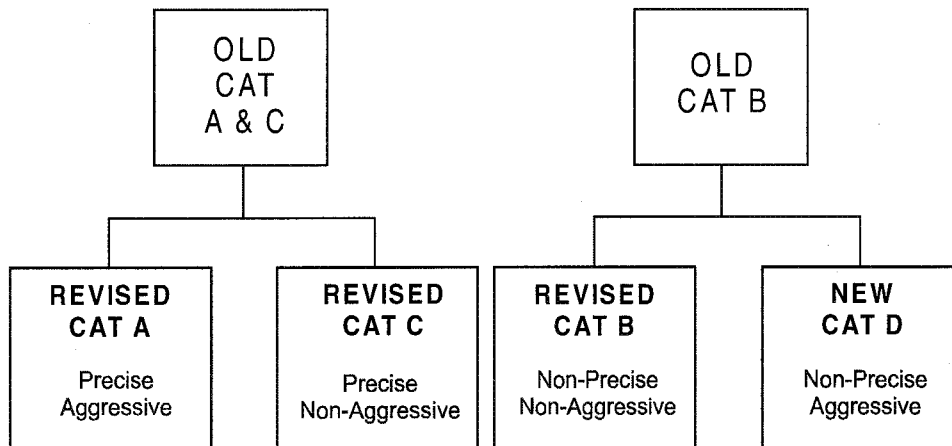 OLD
CAT
A & C
OLD
CAT B
REVISED
CAT A
Precise
Aggressive
REVISED
CAT C
Precise
Non-Aggressive
REVISED
CAT B
Non-Precise
Non-Aggressive
NEW
CAT D
Non-Precise
Aggressive